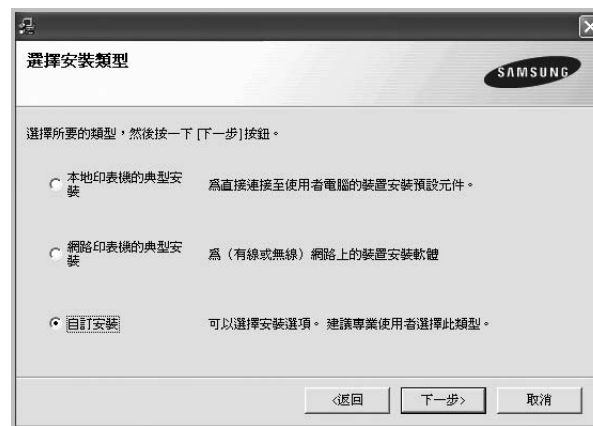 選擇安裝類型
SAMSUNG
選擇所要的類型，然後按一下 [下一步]按鈕。
本地印表機的典型安
裝
爲直接連接至使用者電腦的裝置安裝預設元件。
網路印表機的典型安
裝
爲（有線或無線）網路上的裝置安裝軟體
自訂安裝
可以選擇安裝選項。 建議專業使用者選擇此類型。
<返回
下一步>
取消